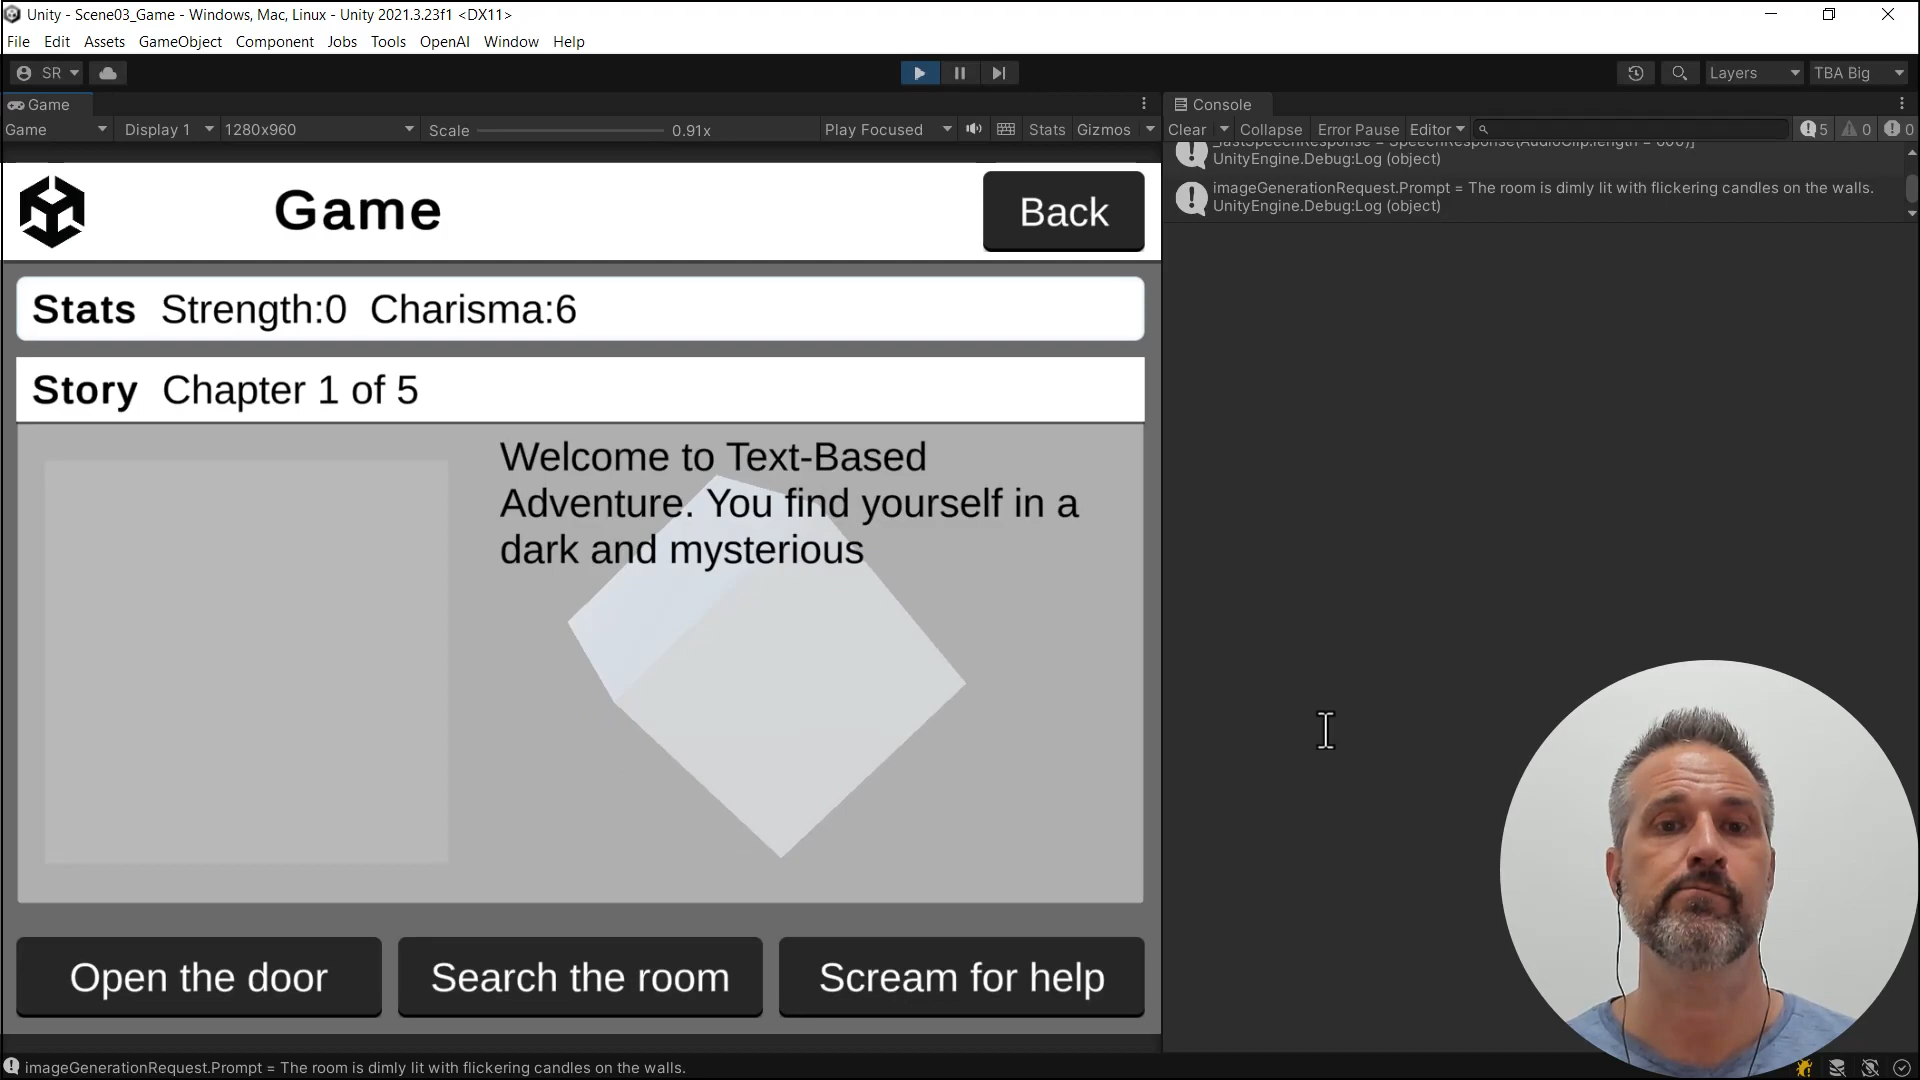 Unity - Scene03_Game - Windows, Mac, Linux - Unity 2021.3.23f1 <DX11>
File Edit Assets GameObject Component Jobs Tools OpenAI Window Help
SR Layers TBA Big
Game
Game Display 1 1280x960 Scale 0.91x Play Focused Stats Gizmos
Console
Clear Collapse Error Pause Editor 5 0 0
_lastSpeechResponse = SpeechResponse(AudioClip.length =
UnityEngine.Debug:Log (object)
imageGenerationRequest.Prompt = The room is dimly lit with flickering candles on the walls.
UnityEngine.Debug:Log (object)
Game
Back
Stats Strength:0 Charisma:6
Story Chapter 1 of 5
Welcome to Text-Based
Adventure. You find yourself in a
dark and mysterious
Open the door
Search the room
Scream for help
imageGenerationRequest.Prompt = The room is dimly lit with flickering candles on the walls.